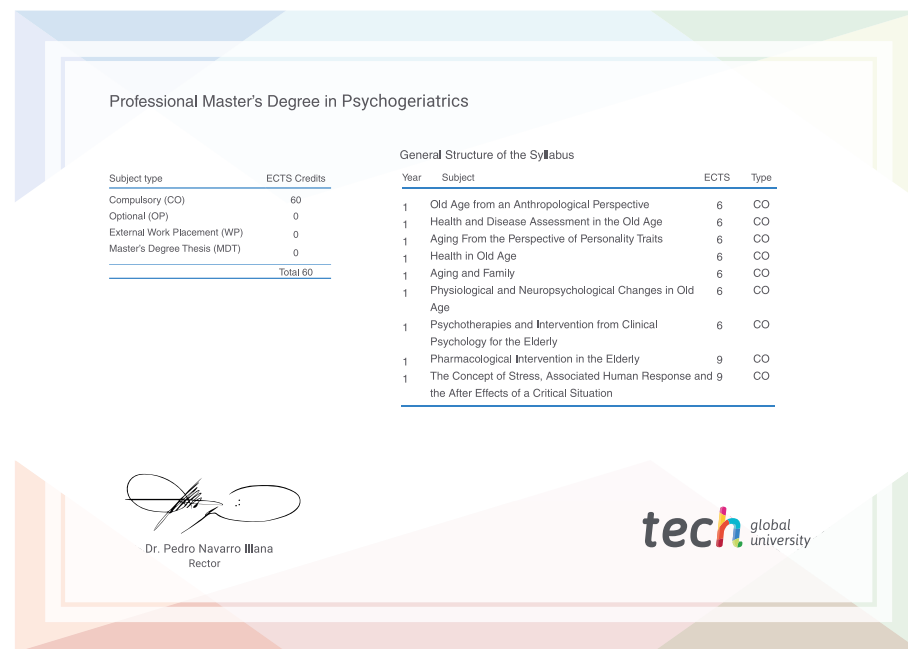 Professional Master's Degree in Psychogeriatrics
Subject type ECTS Credits
Compulsory (CO) 60
Optional (OP) 0
External Work Placement (WP) 0
Master's Degree Thesis (MDT) 0
Total 60
General Structure of the Syllabus
Year Subject ECTS Type
1 Old Age from an Anthropological Perspective 6 CO
1 Health and Disease Assessment in the Old Age 6 CO
1 Aging From the Perspective of Personality Traits 6 CO
1 Health in Old Age 6 CO
1 Aging and Family 6 CO
1 Physiological and Neuropsychological Changes in Old 6 CO
Age
1 Psychotherapies and Intervention from Clinical 6 CO
Psychology for the Elderly
1 Pharmacological Intervention in the Elderly 9 CO
1 The Concept of Stress, Associated Human Response and 9 CO
the After Effects of a Critical Situation
Dr. Pedro Navarro Illana
Rector
tech global
university